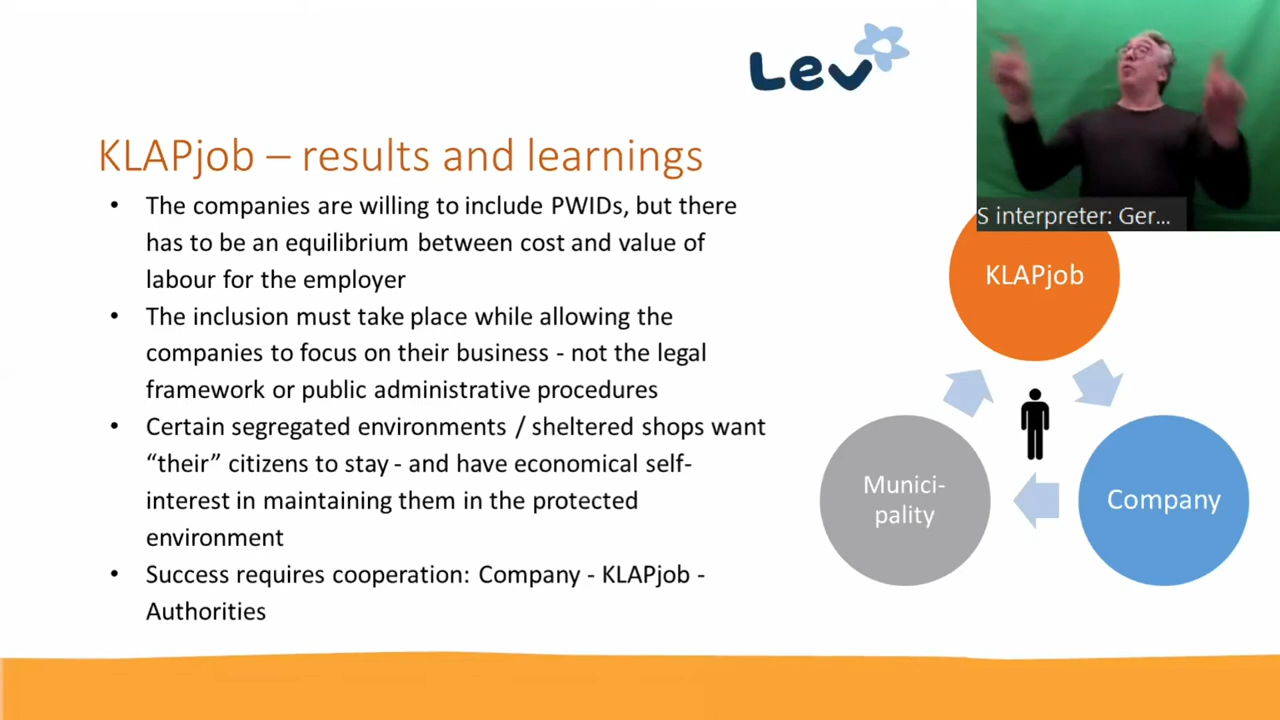 Lev
S interpreter: Ger...
KLAPjob – results and learnings
• The companies are willing to include PWIDs, but there
has to be an equilibrium between cost and value of
labour for the employer
• The inclusion must take place while allowing the
companies to focus on their business - not the legal
framework or public administrative procedures
• Certain segregated environments / sheltered shops want
“their” citizens to stay - and have economical self-
interest in maintaining them in the protected
environment
• Success requires cooperation: Company - KLAPjob -
Authorities
KLAPjob
Munici-
pality
Company